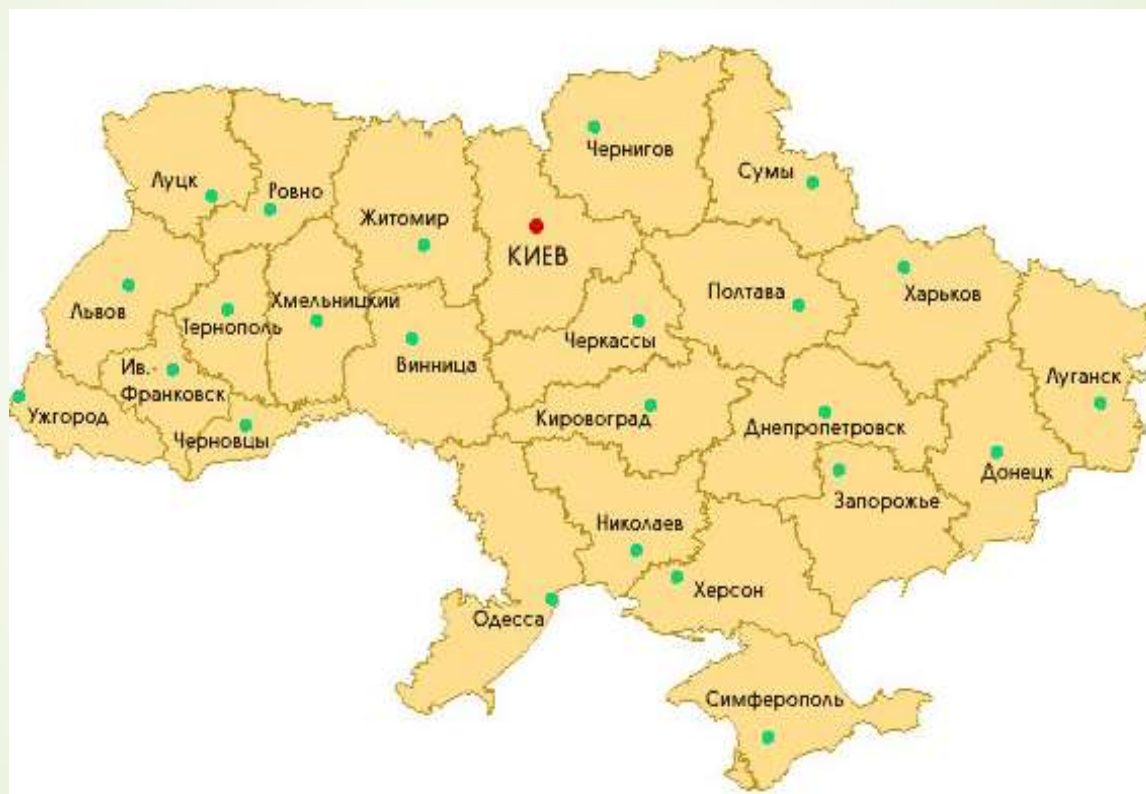 Чернигов
Сумы
Луцк
Ровно
Житомир
КИЕВ
Львов
Тернополь
Хмельницкий
Винница
Черкассы
Полтава
Харьков
Ив.-
Франковск
Ужгород
Черновцы
Кировоград
Днепропетровск
Луганск
Донецк
Запорожье
Николаев
Херсон
Одесса
Симферополь